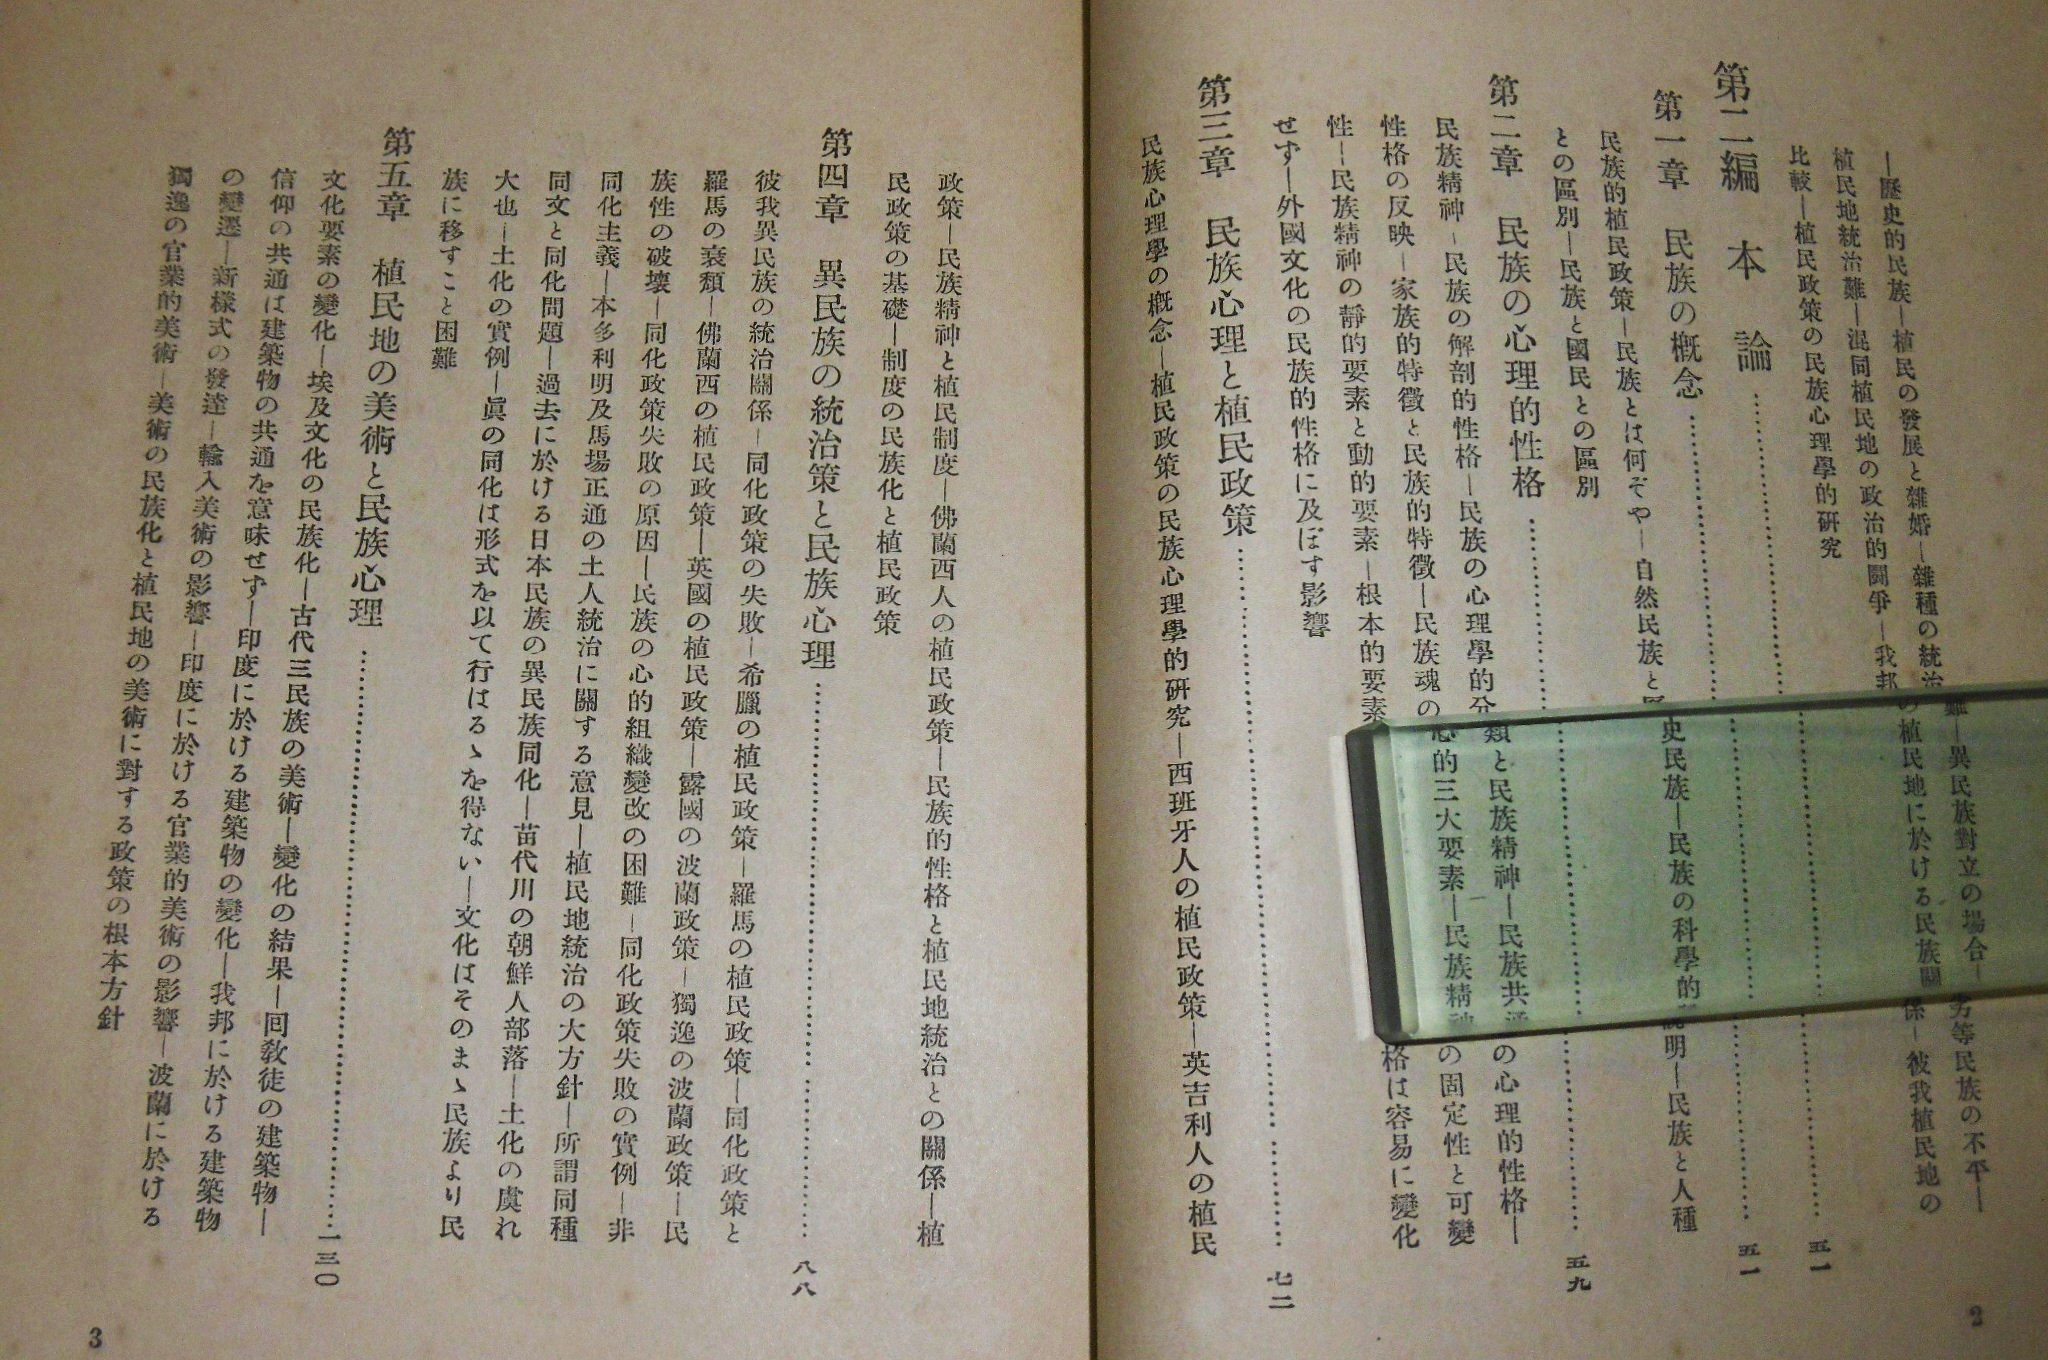 ―歴史的民族―植民の發展と雜婚―雜種の統治難―異民族對立の場合―劣等民族の不平―
植民地統治難―混同植民地の政治的鬪爭―我邦の植民地に於ける民族關係―彼我植民地の
比較―植民政策の民族心理學的研究
第二編 本論……五一
第一章 民族の概念……五一
民族的植民政策―民族とは何ぞや―自然民族と歷史民族―民族の科學的說明―民族と人種
との區別―民族と國民との區別
第二章 民族の心理的性格……五九
民族精神―民族の解剖的性格―民族の心理學的分類と民族精神―民族共通の心理的性格―
性格の反映―家族的特徵と民族的特徵―民族魂の心的三大要素―民族精神の固定性と可變
性―民族精神の靜的要素と動的要素―根本的要素 格は容易に變化
せず―外國文化の民族的性格に及ぼす影響
第三章 民族心理と植民政策……七二
民族心理學の概念―植民政策の民族心理學的研究―西班牙人の植民政策―英吉利人の植民
2
政策―民族精神と植民制度―佛蘭西人の植民政策―民族的性格と植民地統治との關係―植
民政策の基礎―制度の民族化と植民政策
第四章 異民族の統治策と民族心理……八八
彼我異民族の統治關係―同化政策の失敗―希臘の植民政策―羅馬の植民政策―同化政策と
羅馬の衰頽―佛蘭西の植民政策―英國の植民政策―露國の波蘭政策―獨逸の波蘭政策―民
族性の破壞―同化政策失敗の原因―民族の心的組織變改の困難―同化政策失敗の實例―非
同化主義―本多利明及馬場正通の土人統治に關する意見―植民地統治の大方針―所謂同種
同文と同化問題―過去に於ける日本民族の異民族同化―苗代川の朝鮮人部落―土化の虞れ
大也―土化の實例―眞の同化は形式を以て行はるゝを得ない―文化はそのまゝ民族より民
族に移すこと困難
第五章 植民地の美術と民族心理……一三〇
文化要素の變化―埃及文化の民族化―古代三民族の美術―變化の結果―回敎徒の建築物―
信仰の共通は建築物の共通を意味せず―印度に於ける建築物の變化―我邦に於ける建築物
の變遷―新樣式の發達―輸入美術の影響―印度に於ける官業的美術の影響―波蘭に於ける
獨逸の官業的美術―美術の民族化と植民地の美術に對する政策の根本方針
3